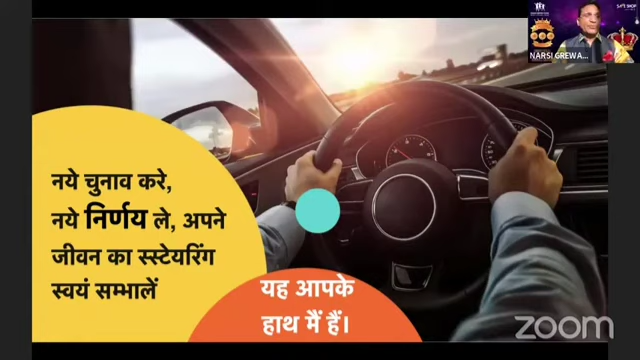 नये चुनाव करे,
नये निर्णय ले, अपने
जीवन का स्स्टेयरिंग
स्वयं सम्भालें
यह आपके
हाथ मैं हैं।
NARSI GREWA...
zoom